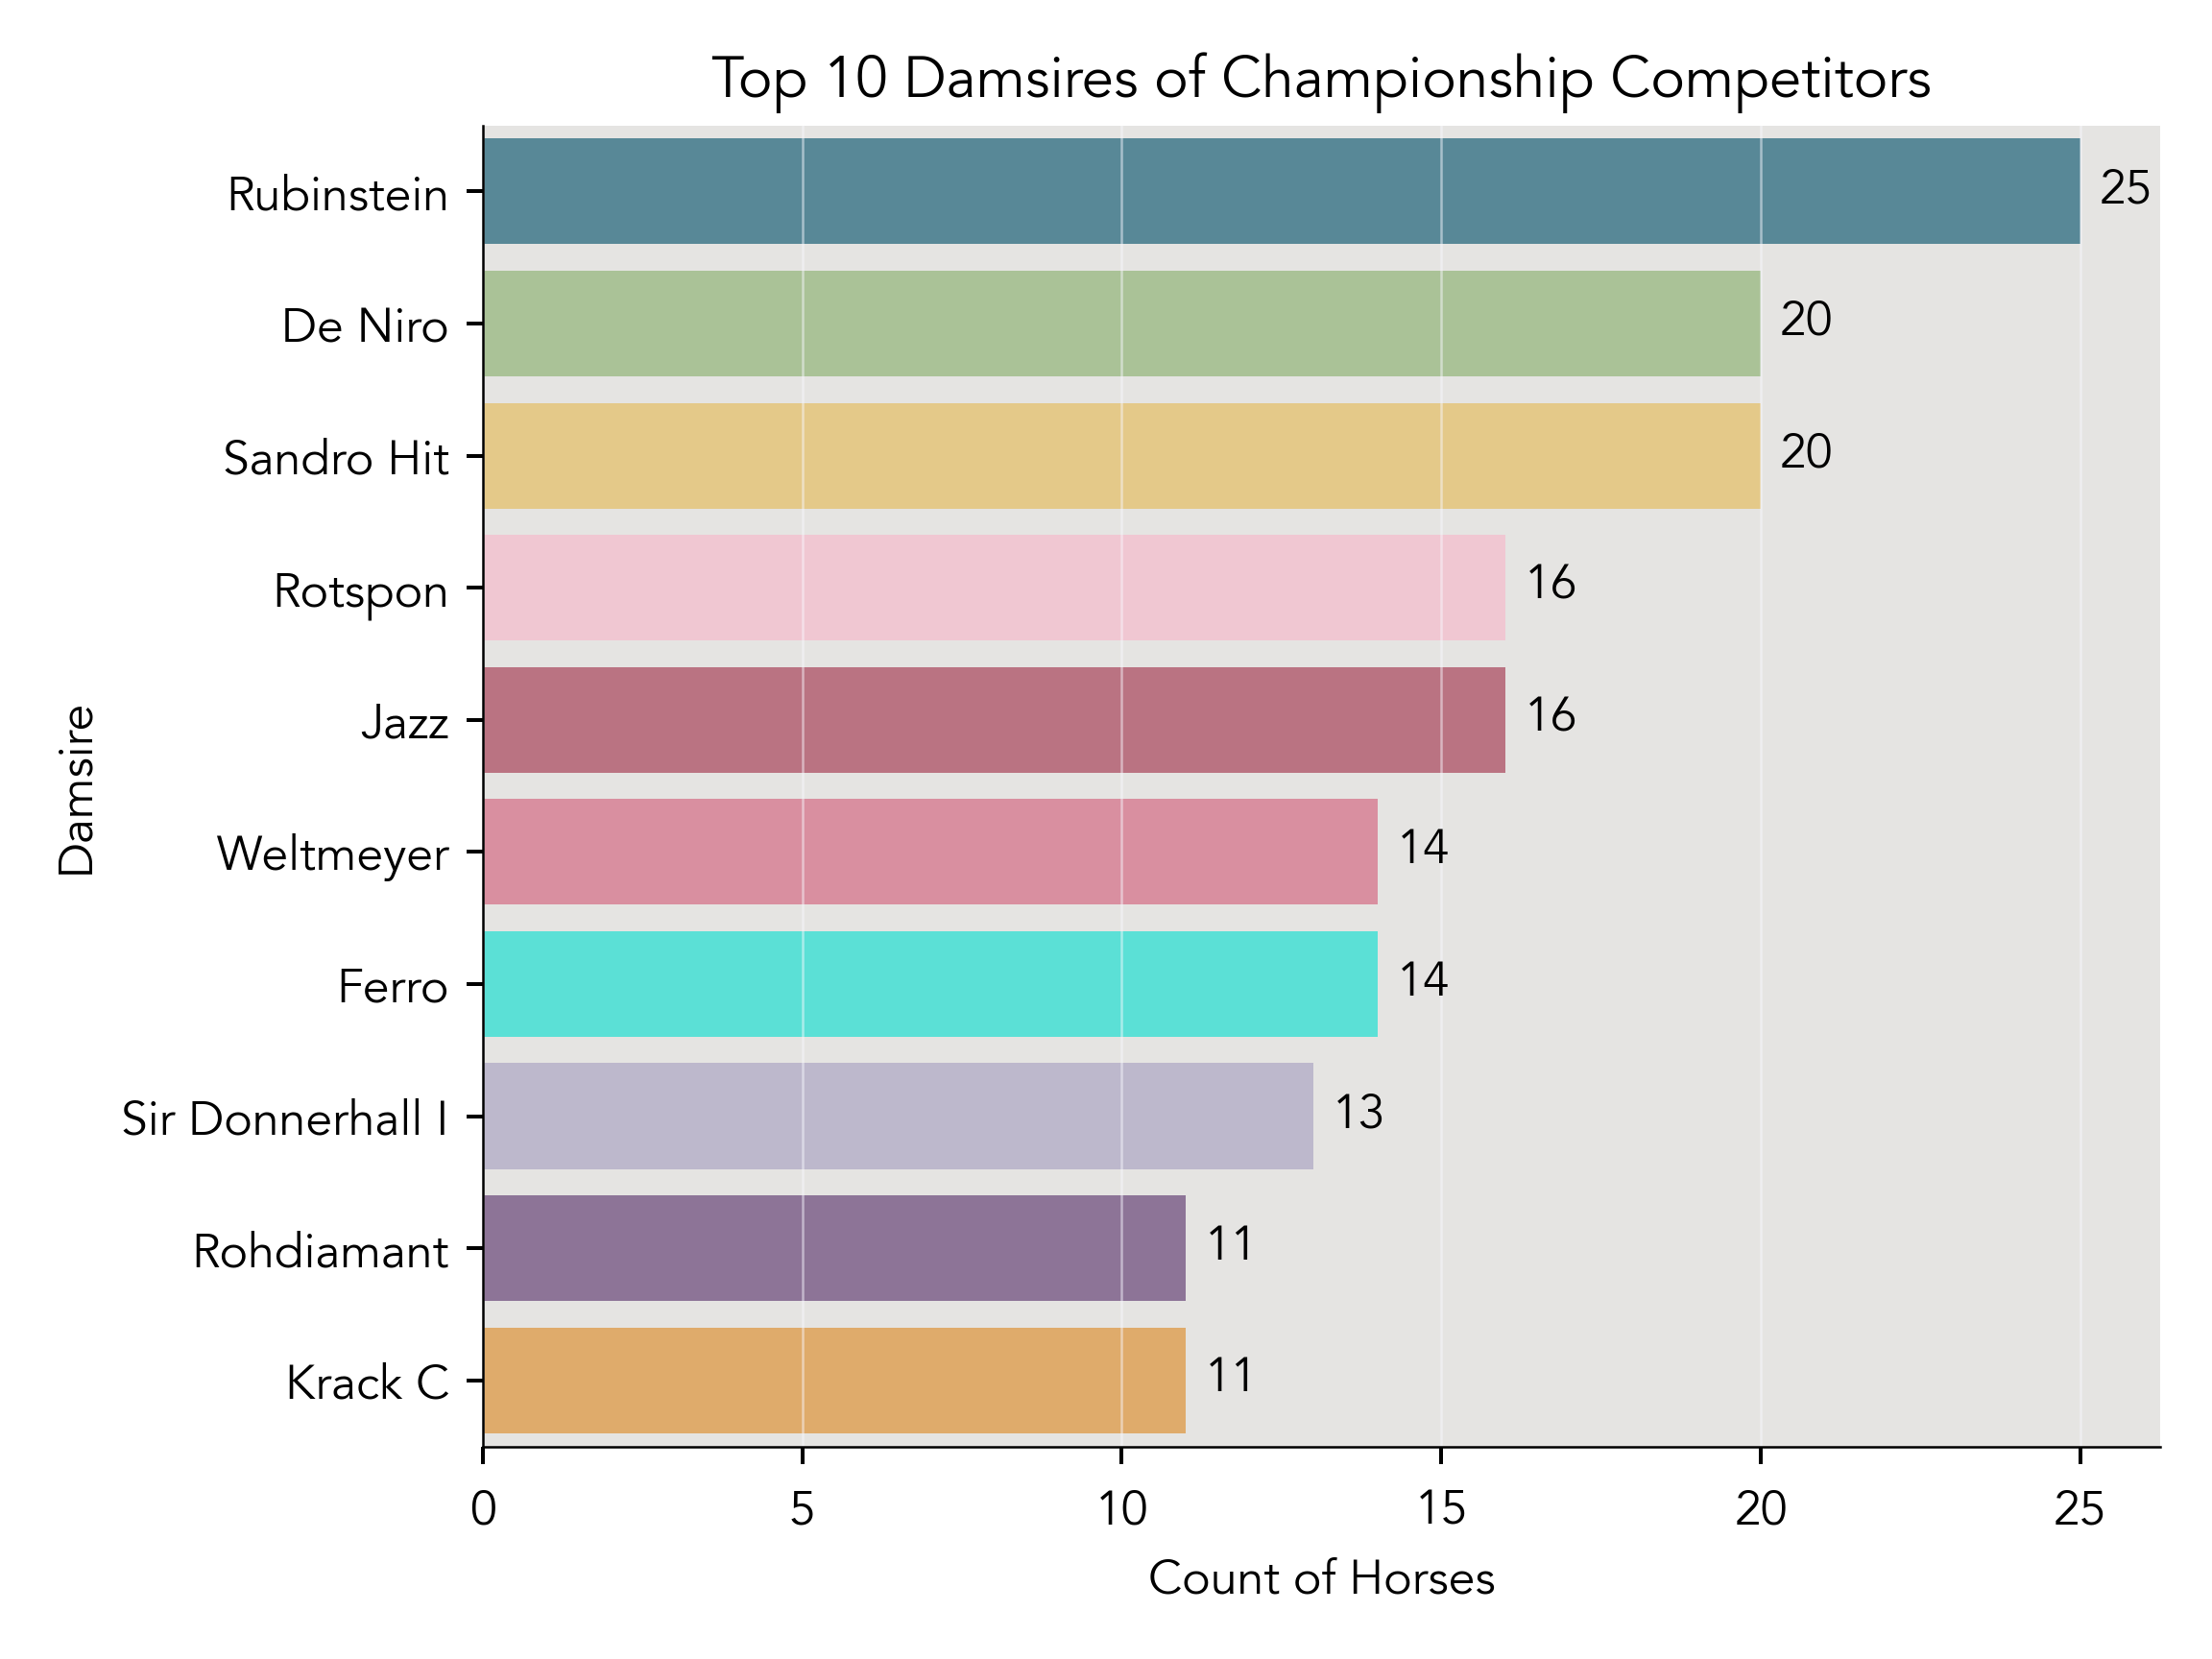 Top 10 Damsires of Championship Competitors
Rubinstein 25
De Niro 20
Sandro Hit 20
Rotspon 16
Jazz 16
Weltmeyer 14
Ferro 14
Sir Donnerhall I 13
Rohdiamant 11
Krack C 11
Damsire
0 5 10 15 20 25
Count of Horses